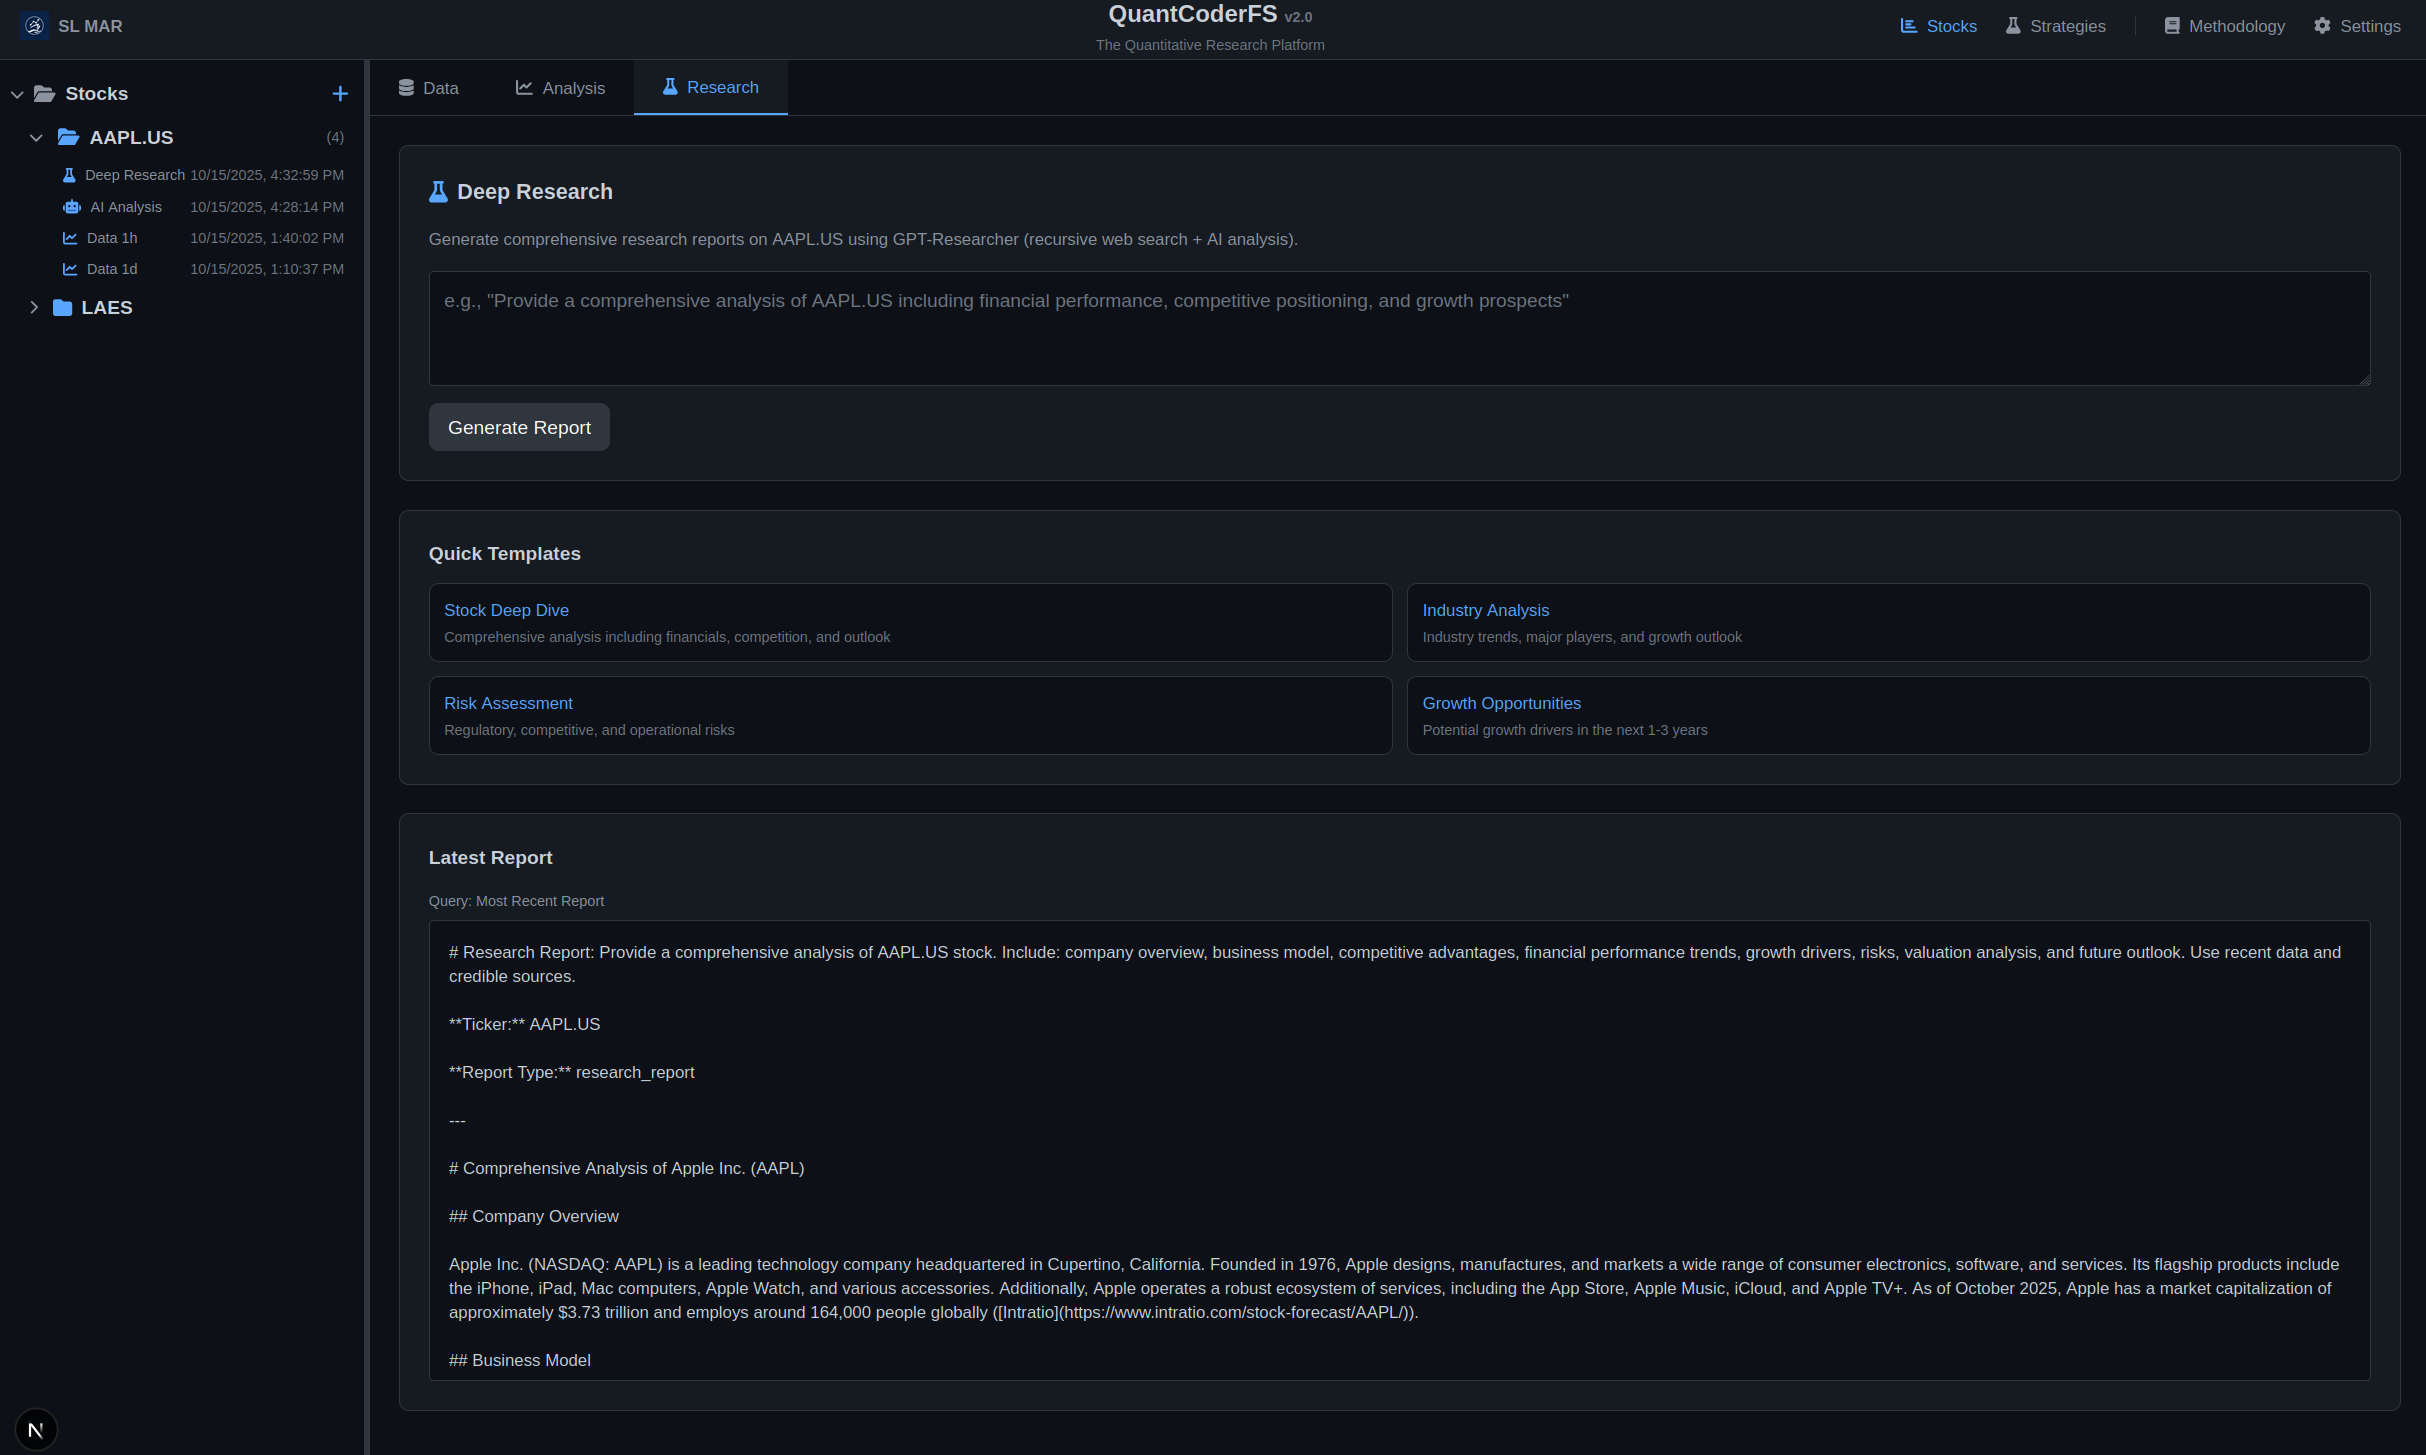 SL MAR
QuantCoderFS v2.0
The Quantitative Research Platform
Stocks
Strategies
Methodology
Settings
Stocks
AAPL.US (4)
Deep Research 10/15/2025, 4:32:59 PM
AI Analysis 10/15/2025, 4:28:14 PM
Data 1h 10/15/2025, 1:40:02 PM
Data 1d 10/15/2025, 1:10:37 PM
LAES
Data
Analysis
Research
Deep Research
Generate comprehensive research reports on AAPL.US using GPT-Researcher (recursive web search + AI analysis).
e.g., "Provide a comprehensive analysis of AAPL.US including financial performance, competitive positioning, and growth prospects"
Generate Report
Quick Templates
Stock Deep Dive
Comprehensive analysis including financials, competition, and outlook
Industry Analysis
Industry trends, major players, and growth outlook
Risk Assessment
Regulatory, competitive, and operational risks
Growth Opportunities
Potential growth drivers in the next 1-3 years
Latest Report
Query: Most Recent Report
# Research Report: Provide a comprehensive analysis of AAPL.US stock. Include: company overview, business model, competitive advantages, financial performance trends, growth drivers, risks, valuation analysis, and future outlook. Use recent data and
credible sources.
**Ticker:** AAPL.US
**Report Type:** research_report
---
# Comprehensive Analysis of Apple Inc. (AAPL)
## Company Overview
Apple Inc. (NASDAQ: AAPL) is a leading technology company headquartered in Cupertino, California. Founded in 1976, Apple designs, manufactures, and markets a wide range of consumer electronics, software, and services. Its flagship products include
the iPhone, iPad, Mac computers, Apple Watch, and various accessories. Additionally, Apple operates a robust ecosystem of services, including the App Store, Apple Music, iCloud, and Apple TV+. As of October 2025, Apple has a market capitalization of
approximately $3.73 trillion and employs around 164,000 people globally ([Intratio](https://www.intratio.com/stock-forecast/AAPL/)).
## Business Model
N